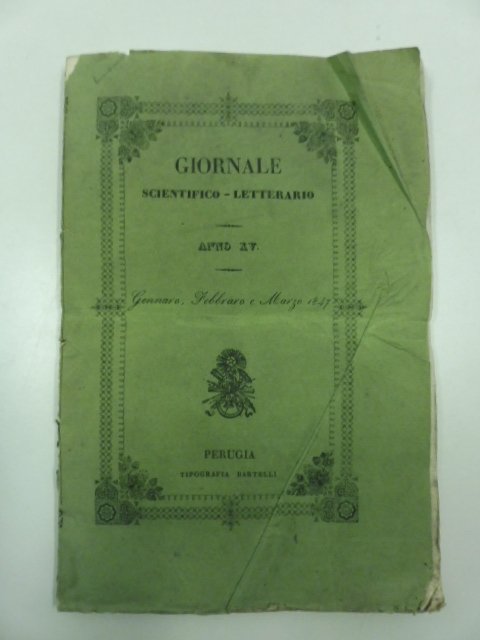 GIORNALE
SCIENTIFICO - LETTERARIO
ANNO XV.
Gennaro, Febbraro e Marzo 1847
PERUGIA
TIPOGRAFIA BARTELLI